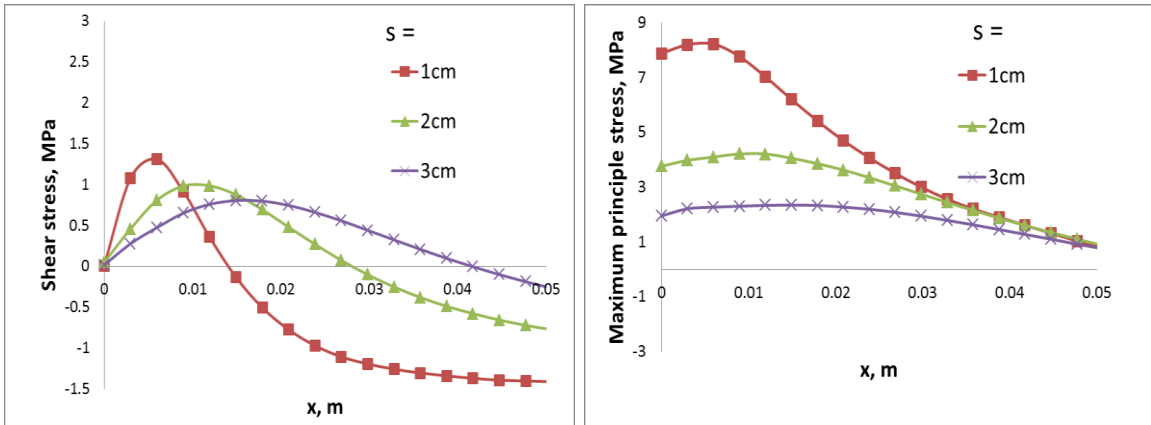 3
2.5
2
1.5
1
0.5
0
-0.5
-1
-1.5
0
0.01
0.02
0.03
0.04
0.05
Shear stress, MPa
x, m
s =
1cm
2cm
3cm
9
7
5
3
1
-1
-3
0
0.01
0.02
0.03
0.04
0.05
Maximum principle stress, MPa
x, m
s =
1cm
2cm
3cm